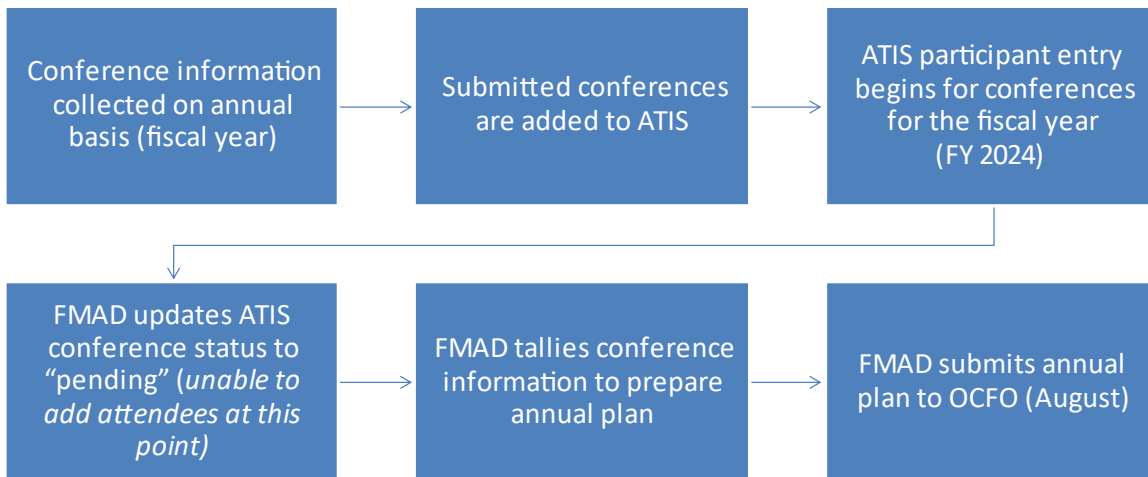 Conference information
collected on annual
basis (fiscal year)
Submitted conferences
are added to ATIS
ATIS participant entry
begins for conferences
for the fiscal year
(FY 2024)
FMAD updates ATIS
conference status to
“pending” (unable to
add attendees at this
point)
FMAD tallies conference
information to prepare
annual plan
FMAD submits annual
plan to OCFO (August)